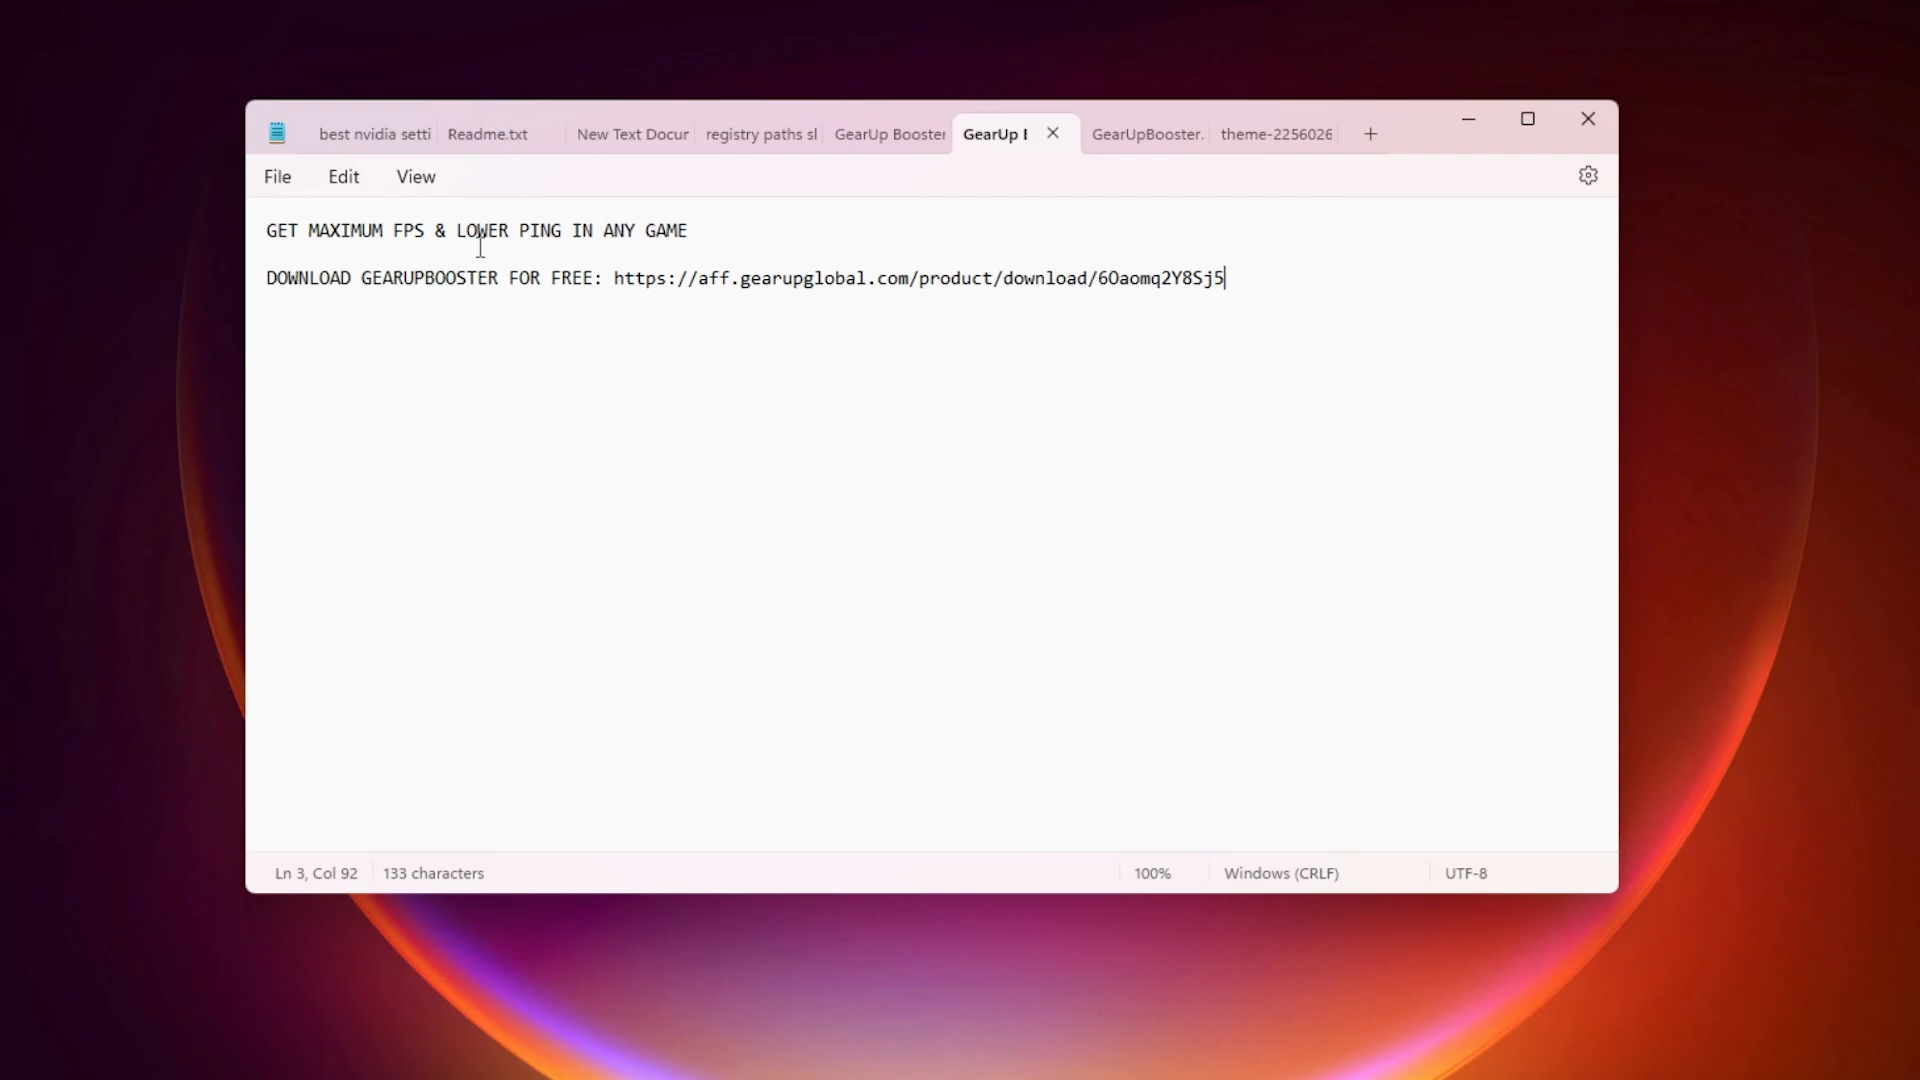 best nvidia setti Readme.txt New Text Docur registry paths sl GearUp Booster GearUp B GearUpBooster. theme-2256026
File Edit View
GET MAXIMUM FPS & LOWER PING IN ANY GAME
DOWNLOAD GEARUPBOOSTER FOR FREE: https://aff.gearupglobal.com/product/download/6Oaomq2Y8Sj5
Ln 3, Col 92 133 characters 100% Windows (CRLF) UTF-8